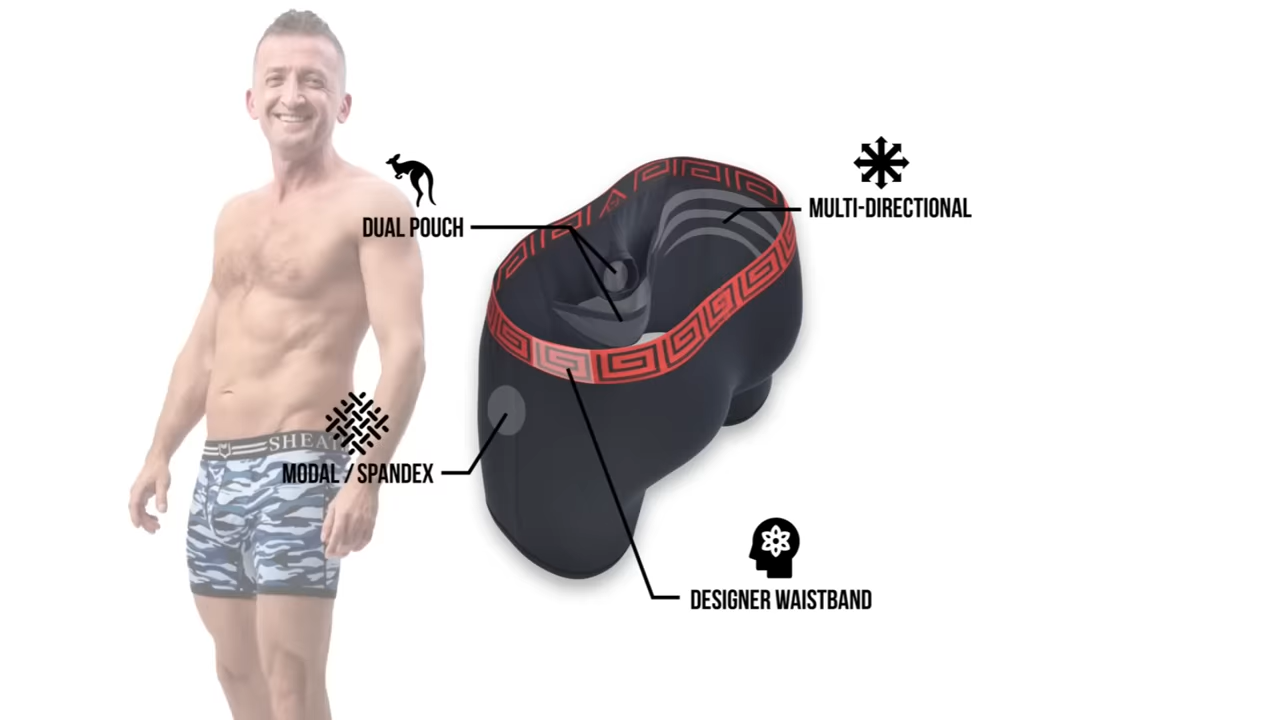 MULTI-DIRECTIONAL
DUAL POUCH
SHEA
MODAL / SPANDEX
DESIGNER WAISTBAND